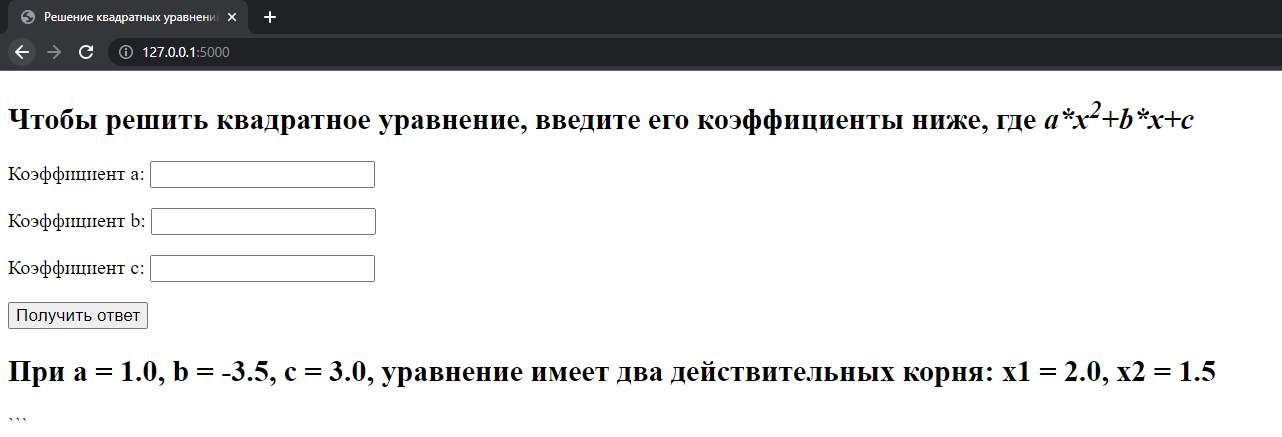 Решение квадратных уравнени
127.0.0.1:5000
Чтобы решить квадратное уравнение, введите его коэффициенты ниже, где a*x²+b*x+c
Коэффициент a:
Коэффициент b:
Коэффициент c:
Получить ответ
При a = 1.0, b = -3.5, c = 3.0, уравнение имеет два действительных корня: x1 = 2.0, x2 = 1.5
```